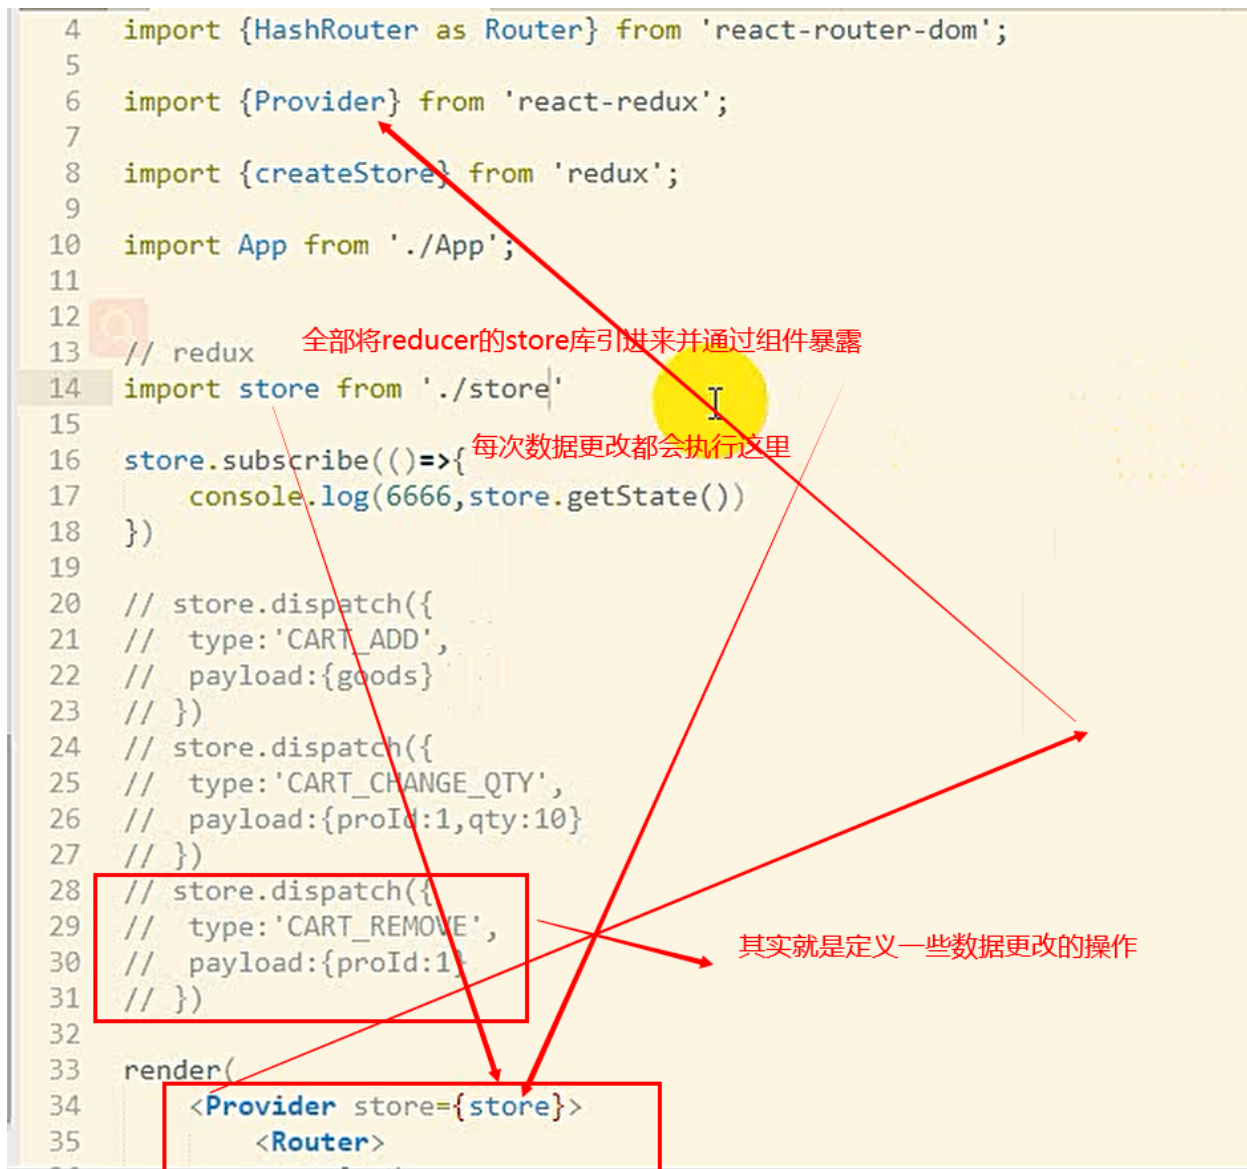 4 import {HashRouter as Router} from 'react-router-dom';
5
6 import {Provider} from 'react-redux';
7
8 import {createStore} from 'redux';
9
10 import App from './App';
11
12
全部将reducer的store库引进来并通过组件暴露
13 // redux
14 import store from './store'
15
每次数据更改都会执行这里
16 store.subscribe(()=>{
17 console.log(6666,store.getState())
18 })
19
20 // store.dispatch({
21 // type:'CART_ADD',
22 // payload:{goods}
23 // })
24 // store.dispatch({
25 // type:'CART_CHANGE_QTY',
26 // payload:{proId:1,qty:10}
27 // })
28 // store.dispatch({
29 // type:'CART_REMOVE',
其实就是定义一些数据更改的操作
30 // payload:{proId:1}
31 // })
32
33 render(
34 <Provider store={store}>
35 <Router>